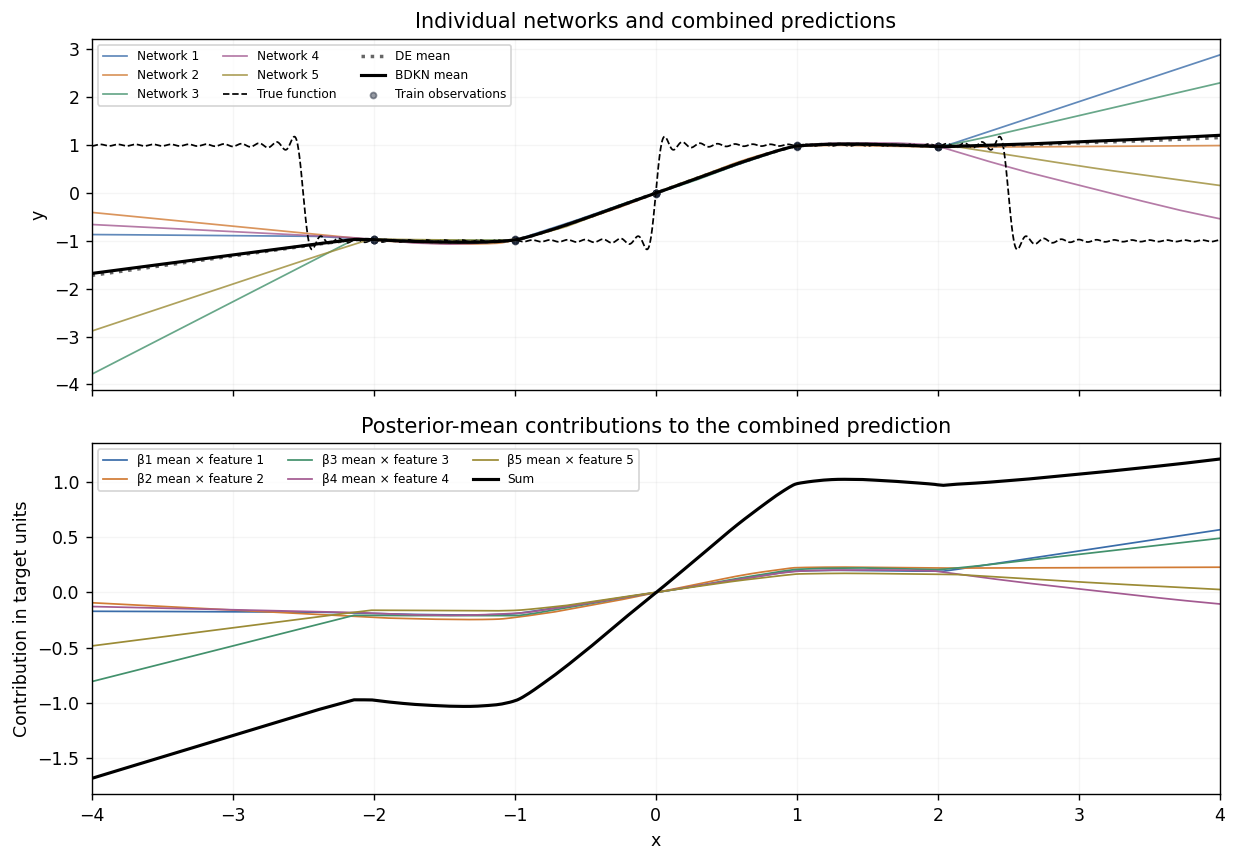 Individual networks and combined predictions
Network 1 Network 4 DE mean
Network 2 Network 5 BDKN mean
Network 3 True function Train observations
3
2
1
0
−1
−2
−3
−4
y
Posterior-mean contributions to the combined prediction
β1 mean × feature 1 β3 mean × feature 3 β5 mean × feature 5
β2 mean × feature 2 β4 mean × feature 4 Sum
1.0
0.5
0.0
−0.5
−1.0
−1.5
Contribution in target units
−4 −3 −2 −1 0 1 2 3 4
x